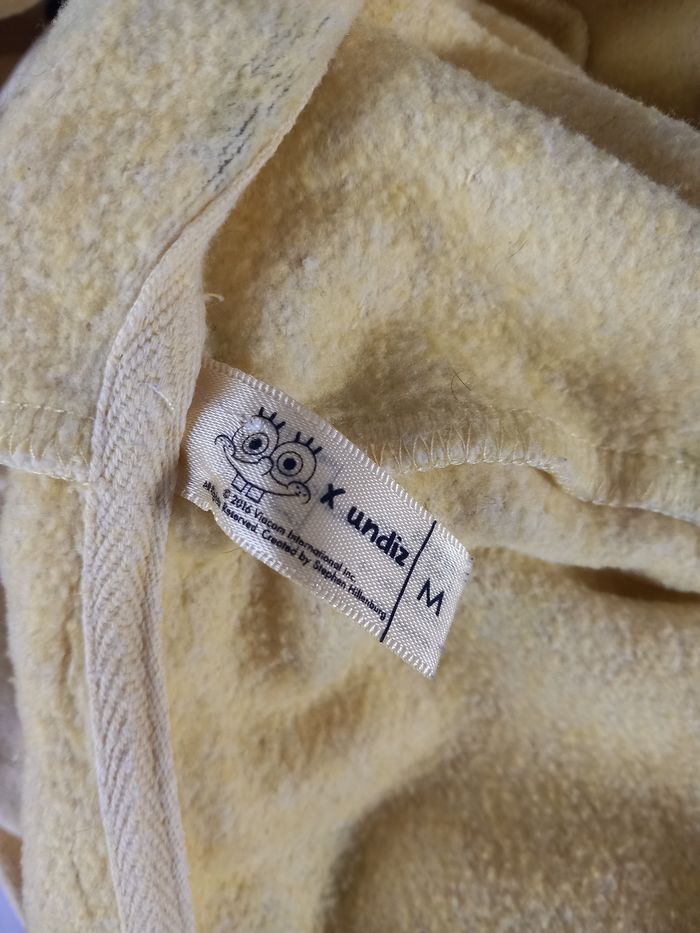 X undiz
M
© 2016 Viacom International Inc.
All Rights Reserved. Created by Stephen Hillenburg